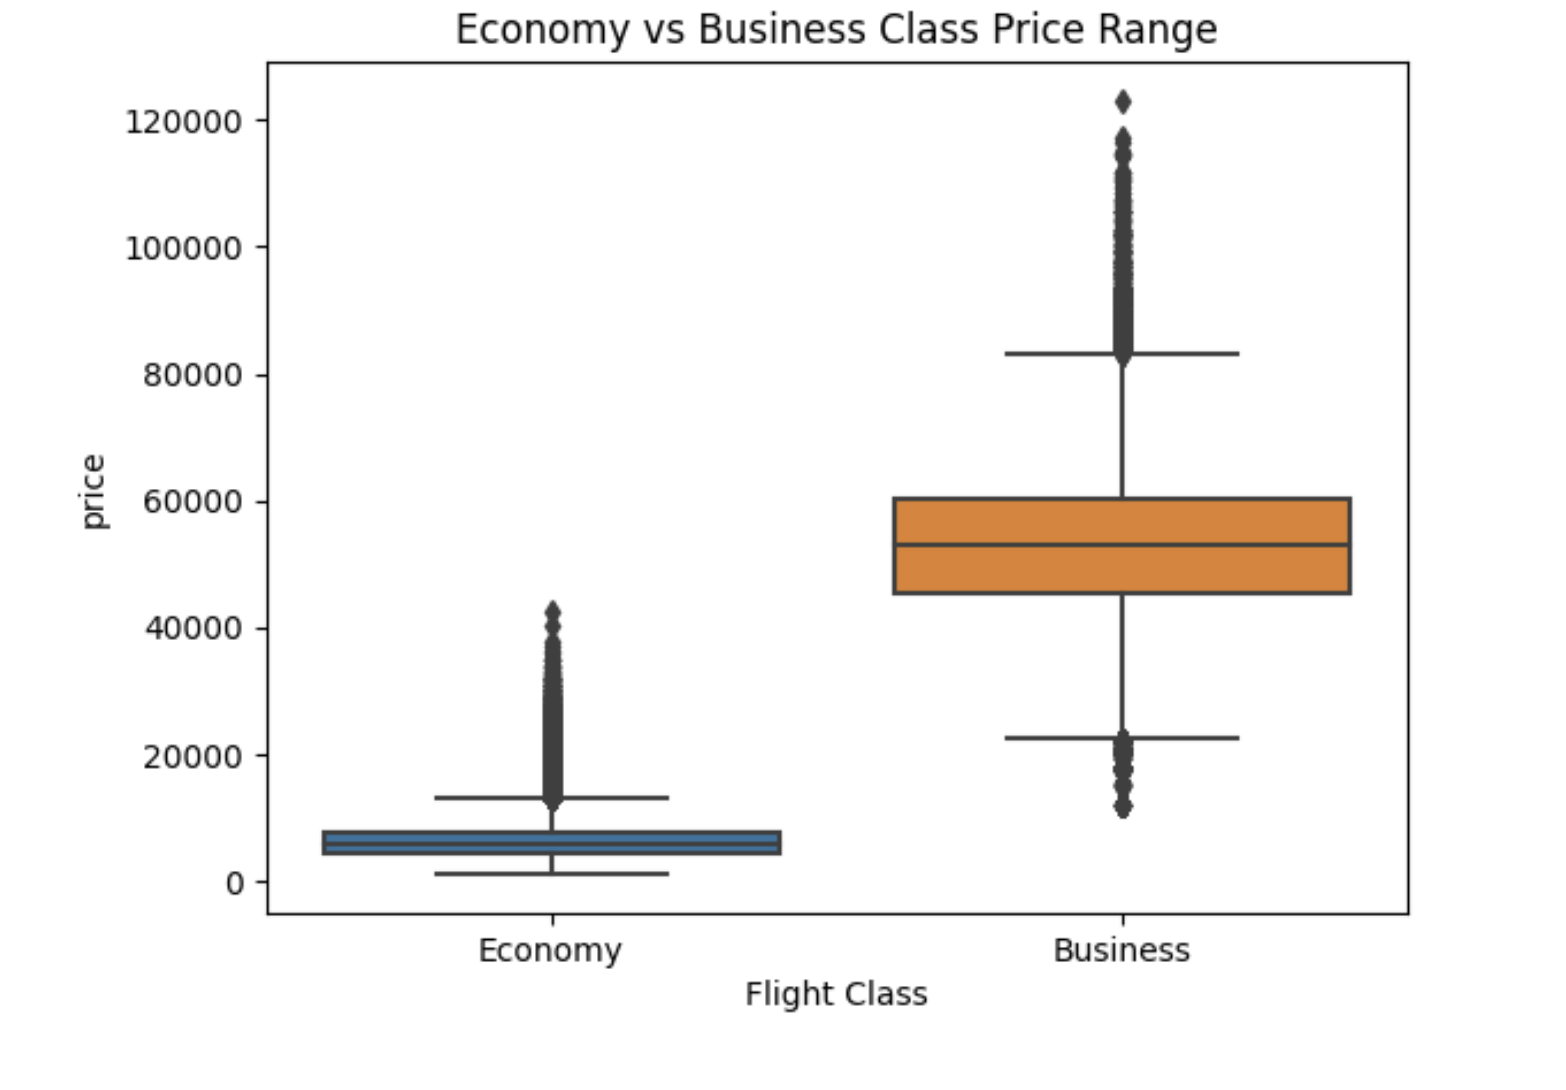 Economy vs Business Class Price Range
120000
100000
80000
60000
40000
20000
0
price
Economy
Business
Flight Class